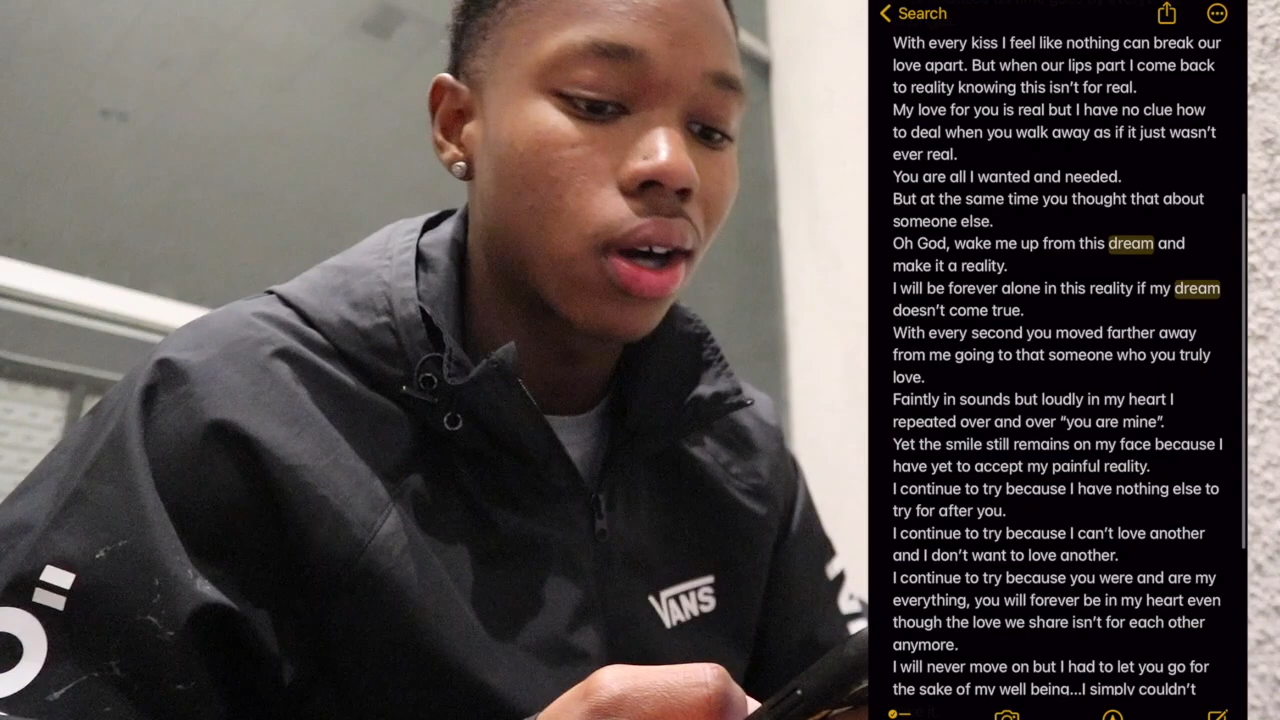 Search
With every kiss I feel like nothing can break our
love apart. But when our lips part I come back
to reality knowing this isn’t for real.
My love for you is real but I have no clue how
to deal when you walk away as if it just wasn’t
ever real.
You are all I wanted and needed.
But at the same time you thought that about
someone else.
Oh God, wake me up from this dream and
make it a reality.
I will be forever alone in this reality if my dream
doesn’t come true.
With every second you moved farther away
from me going to that someone who you truly
love.
Faintly in sounds but loudly in my heart I
repeated over and over “you are mine”.
Yet the smile still remains on my face because I
have yet to accept my painful reality.
I continue to try because I have nothing else to
try for after you.
I continue to try because I can’t love another
and I don’t want to love another.
I continue to try because you were and are my
everything, you will forever be in my heart even
though the love we share isn’t for each other
anymore.
I will never move on but I had to let you go for
the sake of my well being...I simply couldn’t
VANS